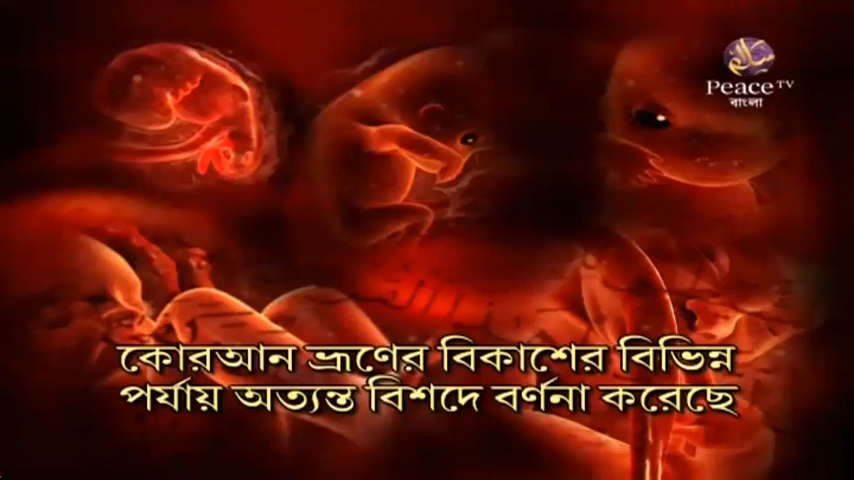 Peace TV
বাংলা
কোরআন ভ্রূণের বিকাশের বিভিন্ন
পর্যায় অত্যন্ত বিশদে বর্ণনা করেছে